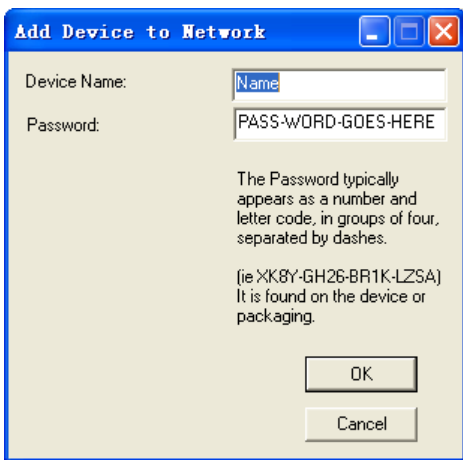 Add Device to Network
Device Name:
Name
Password:
PASS-WORD-GOES-HERE
The Password typically
appears as a number and
letter code, in groups of four,
separated by dashes.
(ie XK8Y-GH26-BR1K-LZSA)
It is found on the device or
packaging.
OK
Cancel